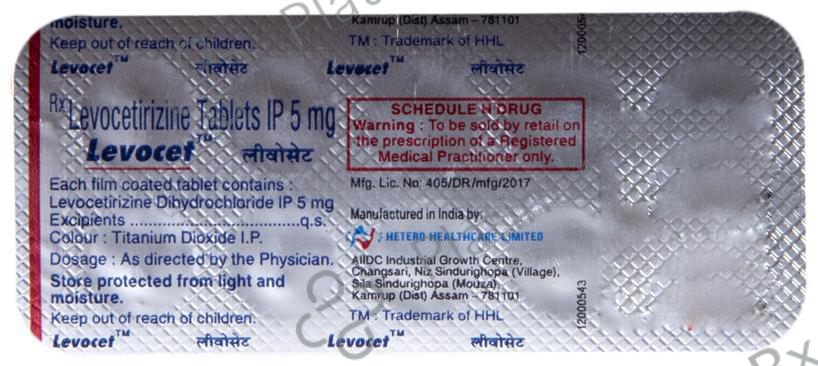 moisture.
Keep out of reach of children.
Levocet™ लीवोसेट
Kamrup (Dist) Assam – 781101
TM : Trademark of HHL
Levocet™ लीवोसेट
Rx Levocetirizine Tablets IP 5 mg
Levocet™ लीवोसेट
SCHEDULE H DRUG
Warning : To be sold by retail on
the prescription of a Registered
Medical Practitioner only.
Each film coated tablet contains :
Levocetirizine Dihydrochloride IP 5 mg
Excipients ........................................q.s.
Colour : Titanium Dioxide I.P.
Dosage : As directed by the Physician.
Store protected from light and
moisture.
Keep out of reach of children.
Levocet™ लीवोसेट
Mfg. Lic. No: 405/DR/mfg/2017
Manufactured in India by:
HETERO HEALTHCARE LIMITED
AIIDC Industrial Growth Centre,
Changsari, Niz Sindurighopa (Village),
Sila Sindurighopa (Mouza),
Kamrup (Dist) Assam – 781101
TM : Trademark of HHL
Levocet™ लीवोसेट
12000543